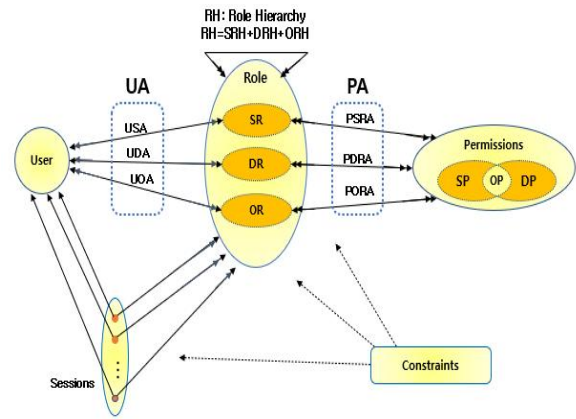 RH: Role Hierarchy
RH=SRH+DRH+ORH
UA
Role
PA
USA
SR
PSRA
User
UDA
DR
PDRA
Permissions
SP
OP
DP
UOA
OR
PORA
Sessions
Constraints